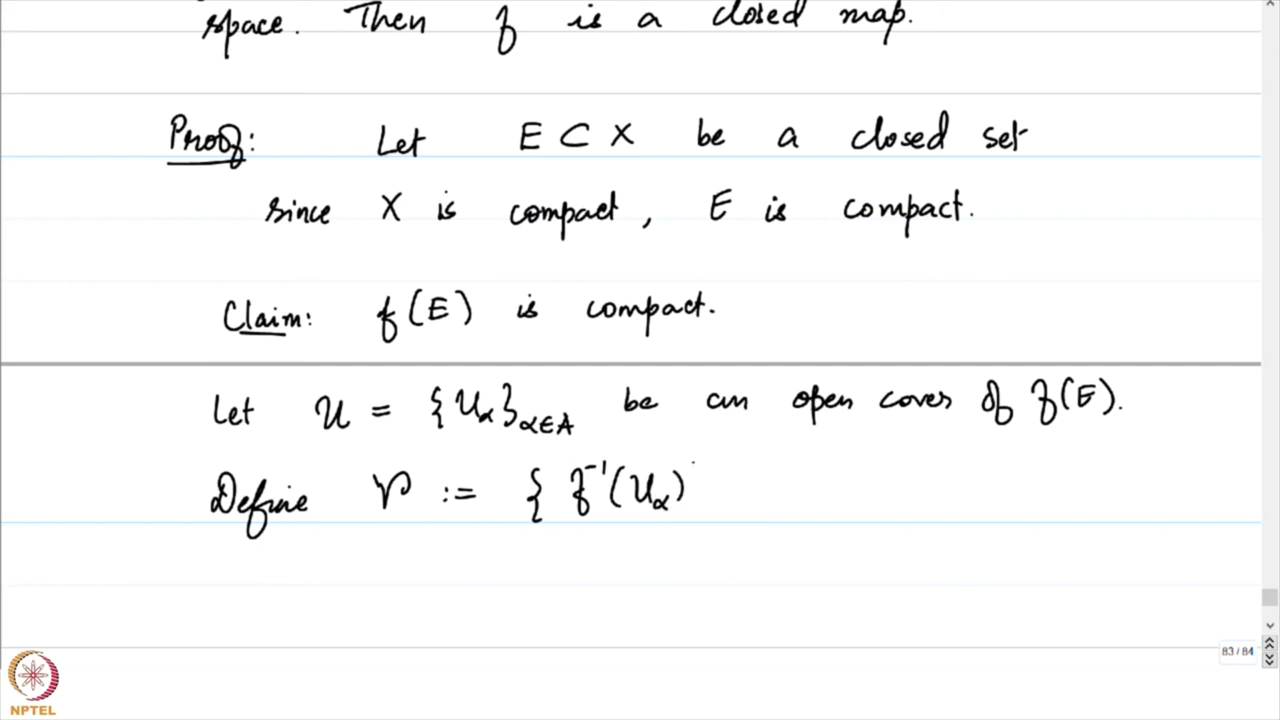 space. Then f is a closed map.
Proof: Let E ⊂ X be a closed set
since X is compact, E is compact.
Claim: f(E) is compact.
Let 𝒰 = {U_α}_{α∈A} be an open cover of f(E).
Define 𝒱 := { f⁻¹(U_α)
83 / 84
NPTEL